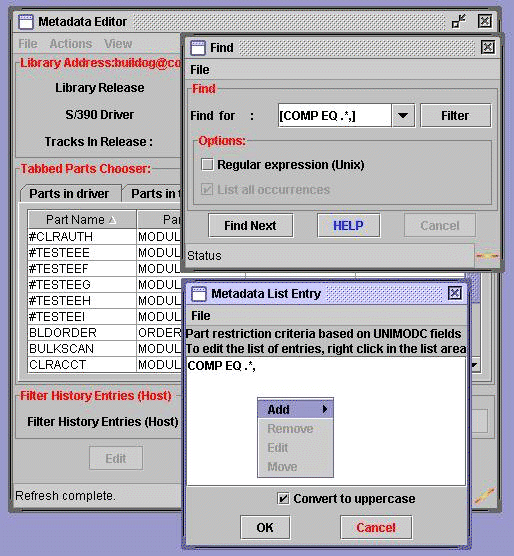 Metadata Editor
File Actions View
Library Address:buildog@co
Library Release
S/390 Driver
Tracks In Release :
Tabbed Parts Chooser:
Parts in driver Parts in t
Part Name Pa
#CLRAUTH MODUL
#TESTEEE MODUL
#TESTEEF MODUL
#TESTEEG MODUL
#TESTEEH MODUL
#TESTEEI MODUL
BLDORDER ORDER
BULKSCAN MODUL
CLRACCT MODUL
Filter History Entries (Host)
Filter History Entries (Host)
Edit
Refresh complete.
Find
File
Find
Find for : [COMP EQ .*,] Filter
Options:
Regular expression (Unix)
List all occurrences
Find Next HELP Cancel
Status
Metadata List Entry
File
Part restriction criteria based on UNIMODC fields
To edit the list of entries, right click in the list area
COMP EQ .*,
Add
Remove
Edit
Move
Convert to uppercase
OK Cancel